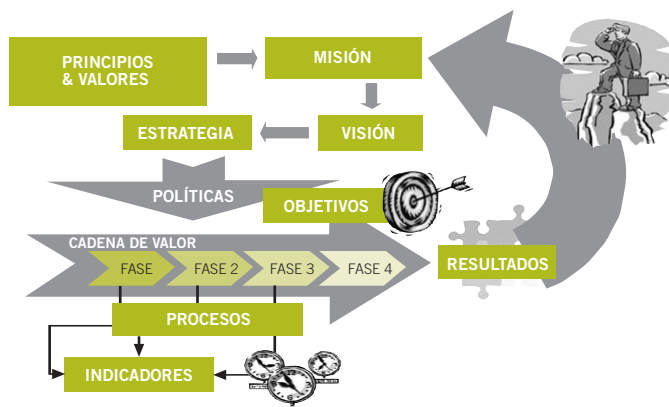 PRINCIPIOS
& VALORES
MISIÓN
VISIÓN
ESTRATEGIA
POLÍTICAS
OBJETIVOS
CADENA DE VALOR
FASE
FASE 2
FASE 3
FASE 4
RESULTADOS
PROCESOS
INDICADORES